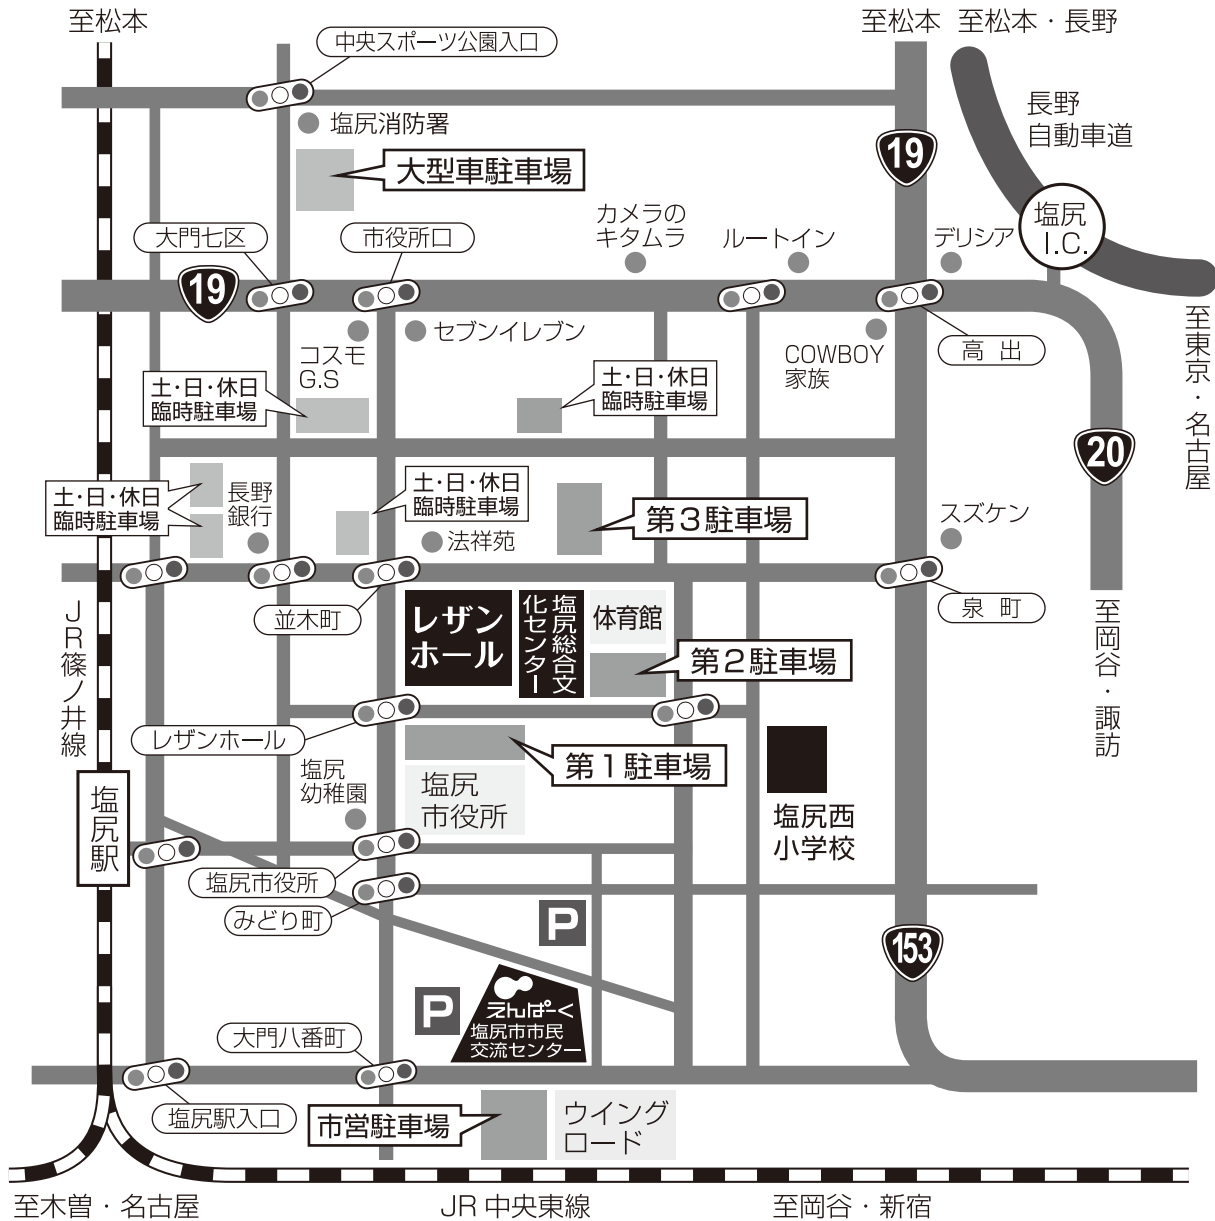 至松本
至松本
至松本・長野
中央スポーツ公園入口
長野
自動車道
塩尻消防署
19
大型車駐車場
カメラの
キタムラ
ルートイン
デリシア
塩尻
I.C.
大門七区
市役所口
19
セブンイレブン
コスモ
G.S
COWBOY
家族
高出
至東京・名古屋
土・日・休日
臨時駐車場
土・日・休日
臨時駐車場
20
土・日・休日
臨時駐車場
長野
銀行
土・日・休日
臨時駐車場
法祥苑
第3駐車場
スズケン
JR篠ノ井線
並木町
レザン
ホール
塩尻総合文
化センター
体育館
泉町
至岡谷・諏訪
第2駐車場
レザンホール
第1駐車場
塩尻
幼稚園
塩尻
市役所
塩尻駅
塩尻西
小学校
塩尻市役所
みどり町
P
153
P
えんぱーく
塩尻市市民
交流センター
大門八番町
塩尻駅入口
市営駐車場
ウイング
ロード
至木曽・名古屋
JR中央東線
至岡谷・新宿